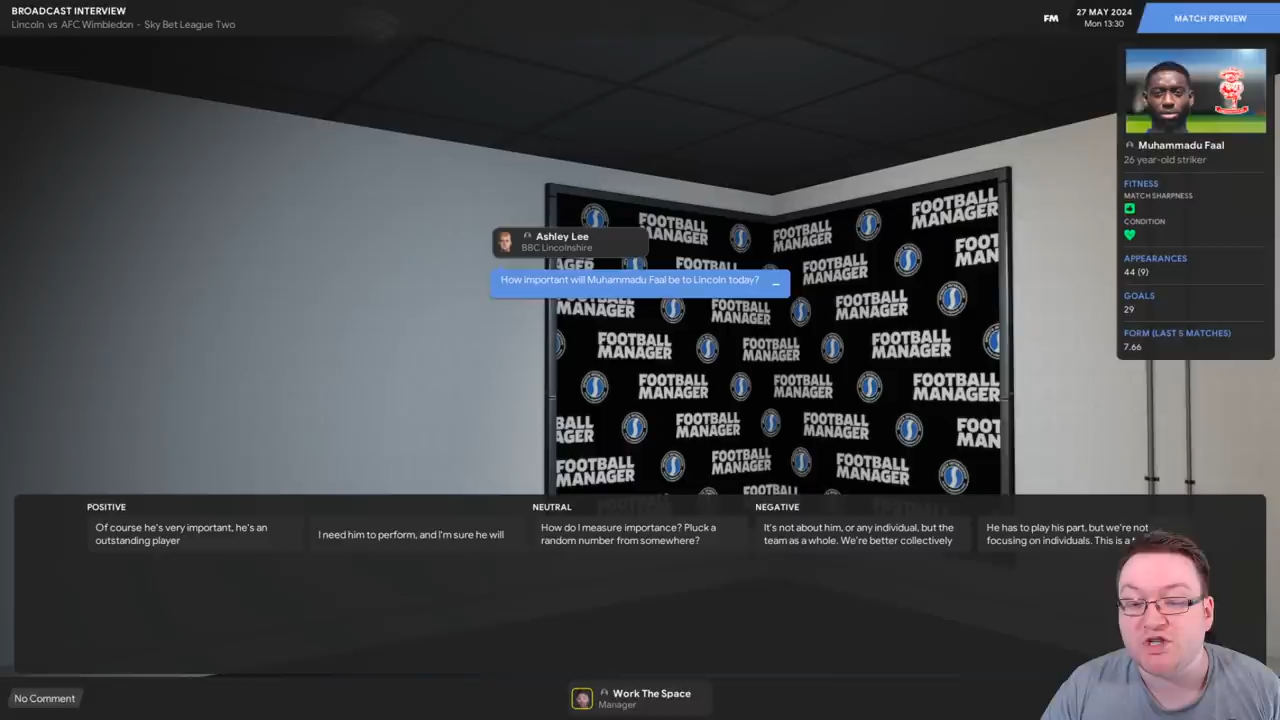 BROADCAST INTERVIEW
Lincoln vs AFC Wimbledon - Sky Bet League Two
FM
27 MAY 2024
Mon 13:30
MATCH PREVIEW
Muhammadu Faal
26 year-old striker
FITNESS
MATCH SHARPNESS
CONDITION
APPEARANCES
44 (9)
GOALS
29
FORM (LAST 5 MATCHES)
7.66
Ashley Lee
BBC Lincolnshire
How important will Muhammadu Faal be to Lincoln today?
FOOTBALL MANAGER
POSITIVE
Of course he's very important, he's an
outstanding player
I need him to perform, and I'm sure he will
NEUTRAL
How do I measure importance? Pluck a
random number from somewhere?
NEGATIVE
It's not about him, or any individual, but the
team as a whole. We're better collectively
He has to play his part, but we're not
focusing on individuals. This is a
No Comment
Work The Space
Manager